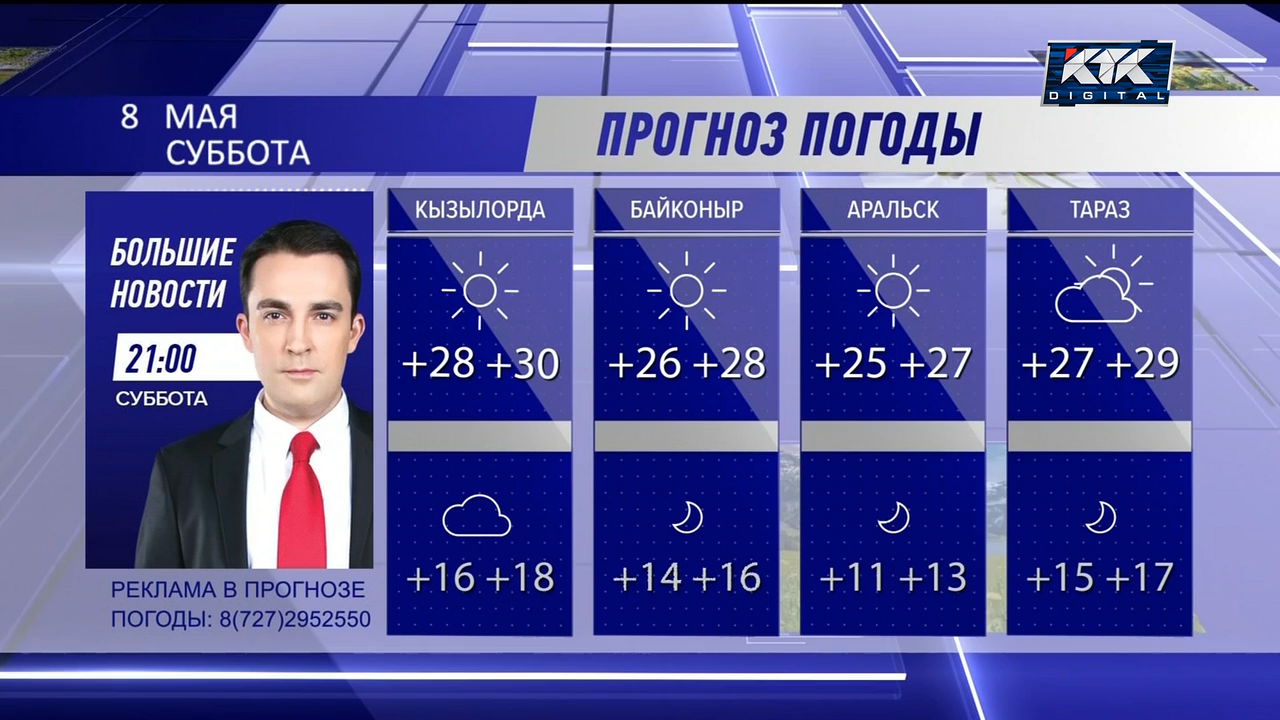 КТК
DIGITAL
8 МАЯ
СУББОТА
ПРОГНОЗ ПОГОДЫ
БОЛЬШИЕ
НОВОСТИ
21:00
СУББОТА
РЕКЛАМА В ПРОГНОЗЕ
ПОГОДЫ: 8(727)2952550
КЫЗЫЛОРДА
+28 +30
+16 +18
БАЙКОНЫР
+26 +28
+14 +16
АРАЛЬСК
+25 +27
+11 +13
ТАРАЗ
+27 +29
+15 +17